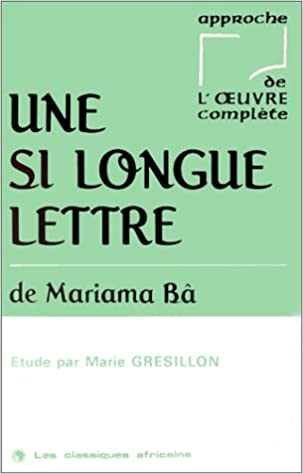 approche
de
L'ŒUVRE
complète
UNE
SI LONGUE
LETTRE
de Mariama Bâ
Etude par Marie GRESILLON
Les classiques africains